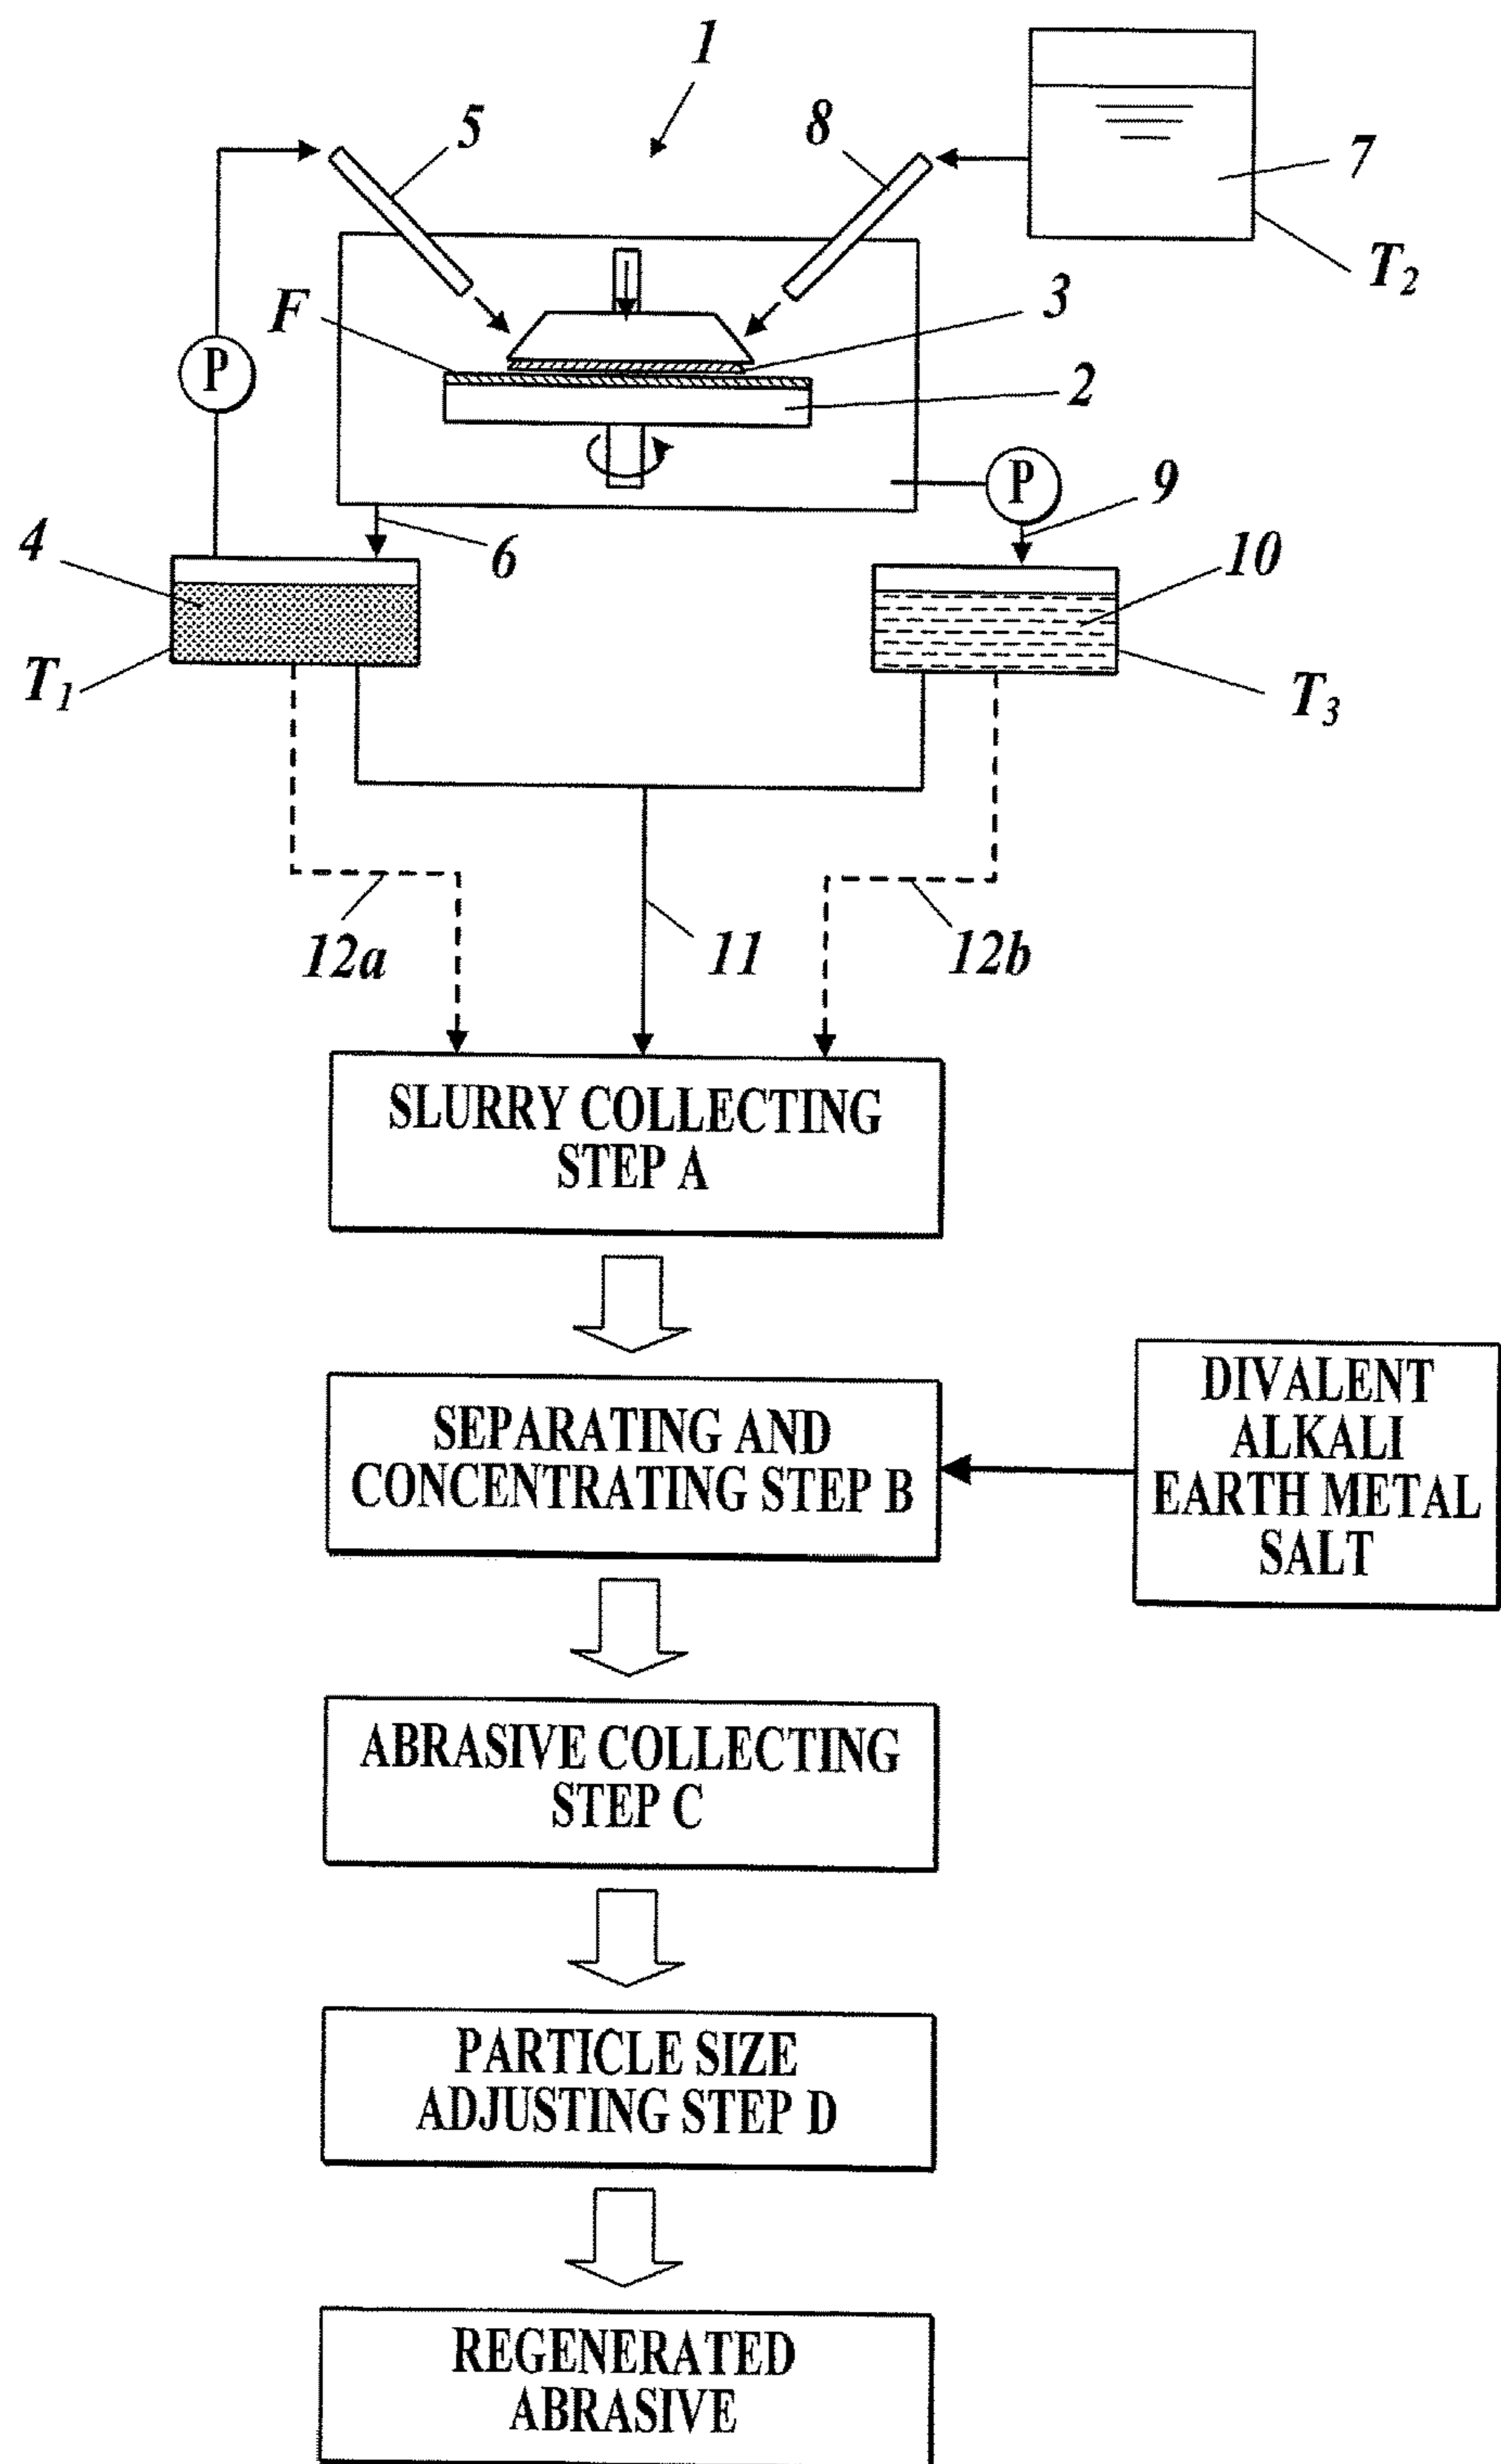 1
5
8
7
T2
F
3
P
2
P
9
4
6
10
T1
T3
12a
11
12b
SLURRY COLLECTING
STEP A
SEPARATING AND
CONCENTRATING STEP B
DIVALENT
ALKALI
EARTH METAL
SALT
ABRASIVE COLLECTING
STEP C
PARTICLE SIZE
ADJUSTING STEP D
REGENERATED
ABRASIVE